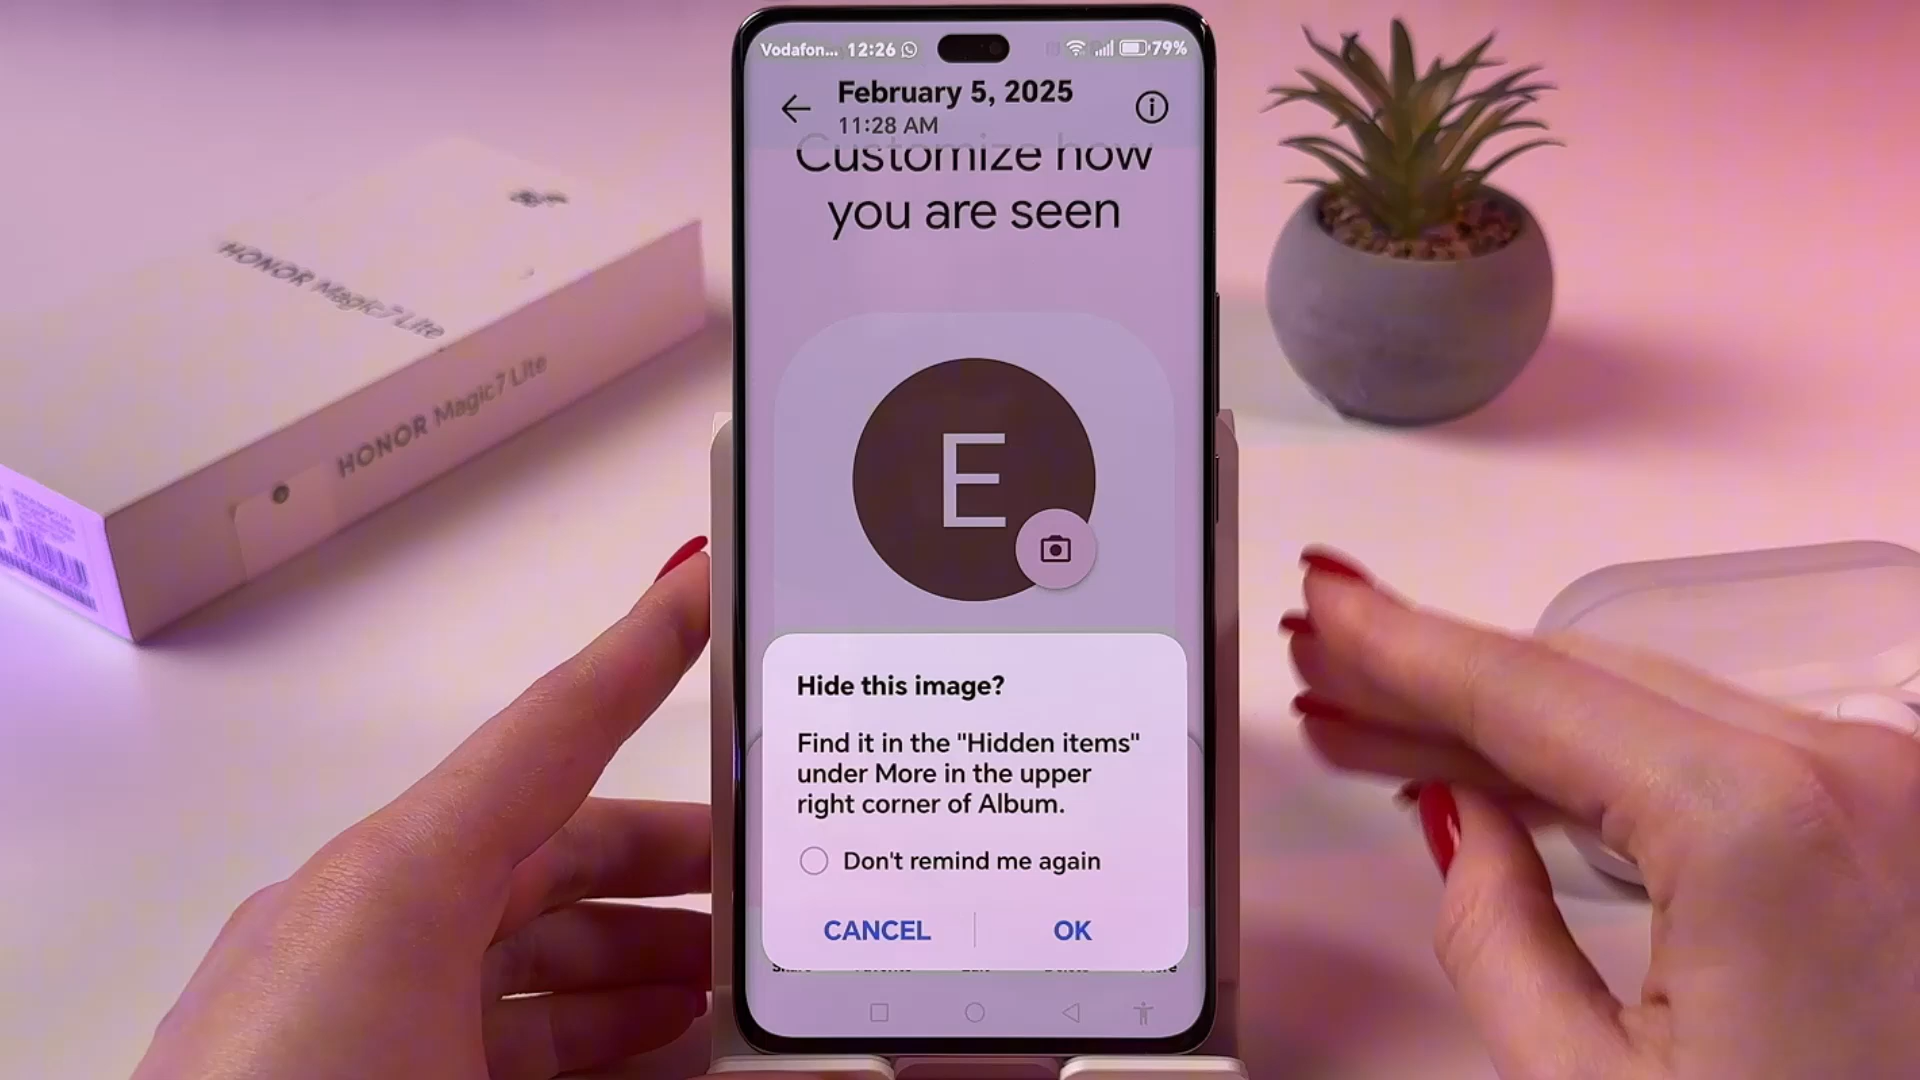 Vodafon... 12:26 79%
February 5, 2025
11:28 AM
Customize how
you are seen
E
Hide this image?
Find it in the "Hidden items"
under More in the upper
right corner of Album.
Don't remind me again
CANCEL OK
HONOR Magic7 Lite
HONOR Magic7 Lite